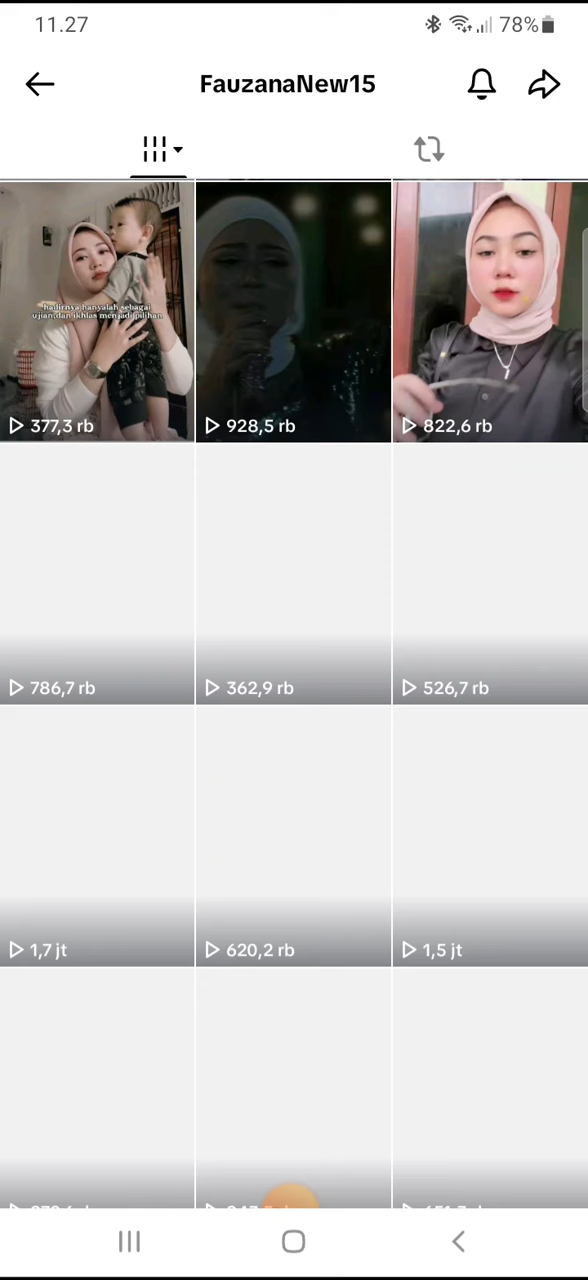 11.27
78%
FauzanaNew15
hadirnya hanyalah sebagai
ujian dan ikhlas menjadi pilihan
377,3 rb
928,5 rb
822,6 rb
786,7 rb
362,9 rb
526,7 rb
1,7 jt
620,2 rb
1,5 jt